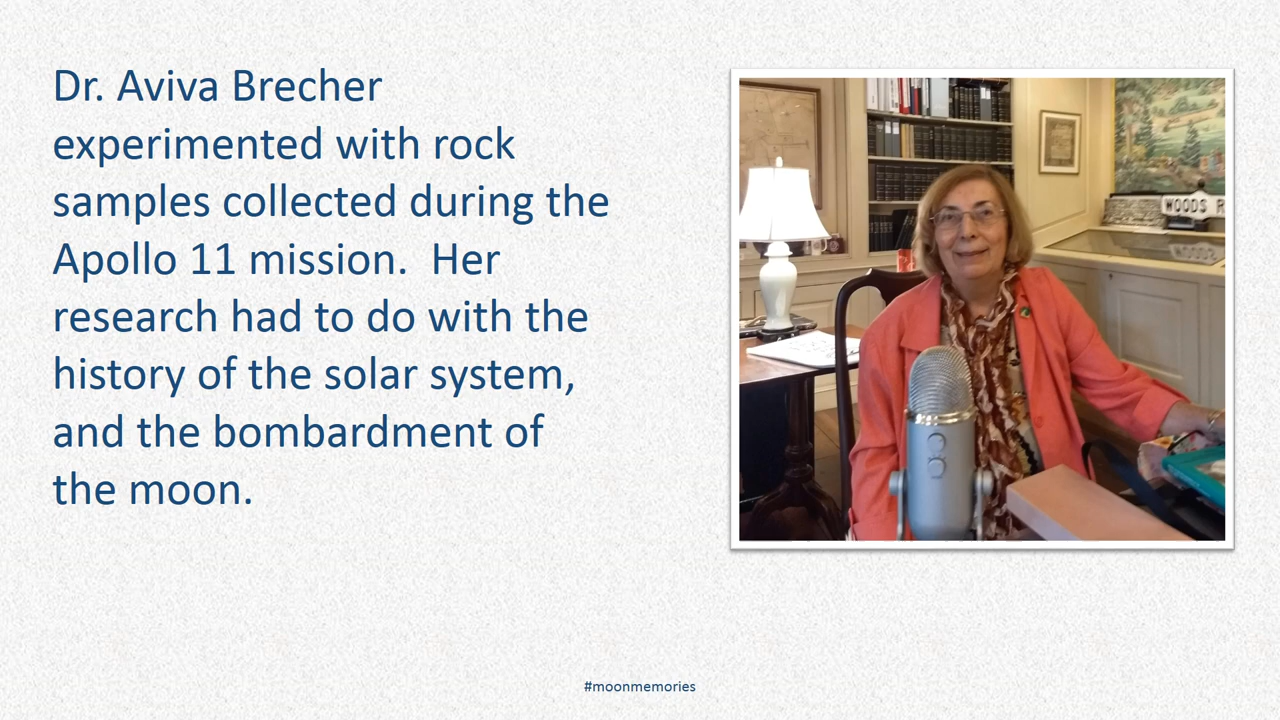 Dr. Aviva Brecher
experimented with rock
samples collected during the
Apollo 11 mission.  Her
research had to do with the
history of the solar system,
and the bombardment of
the moon.
WOODS
#moonmemories